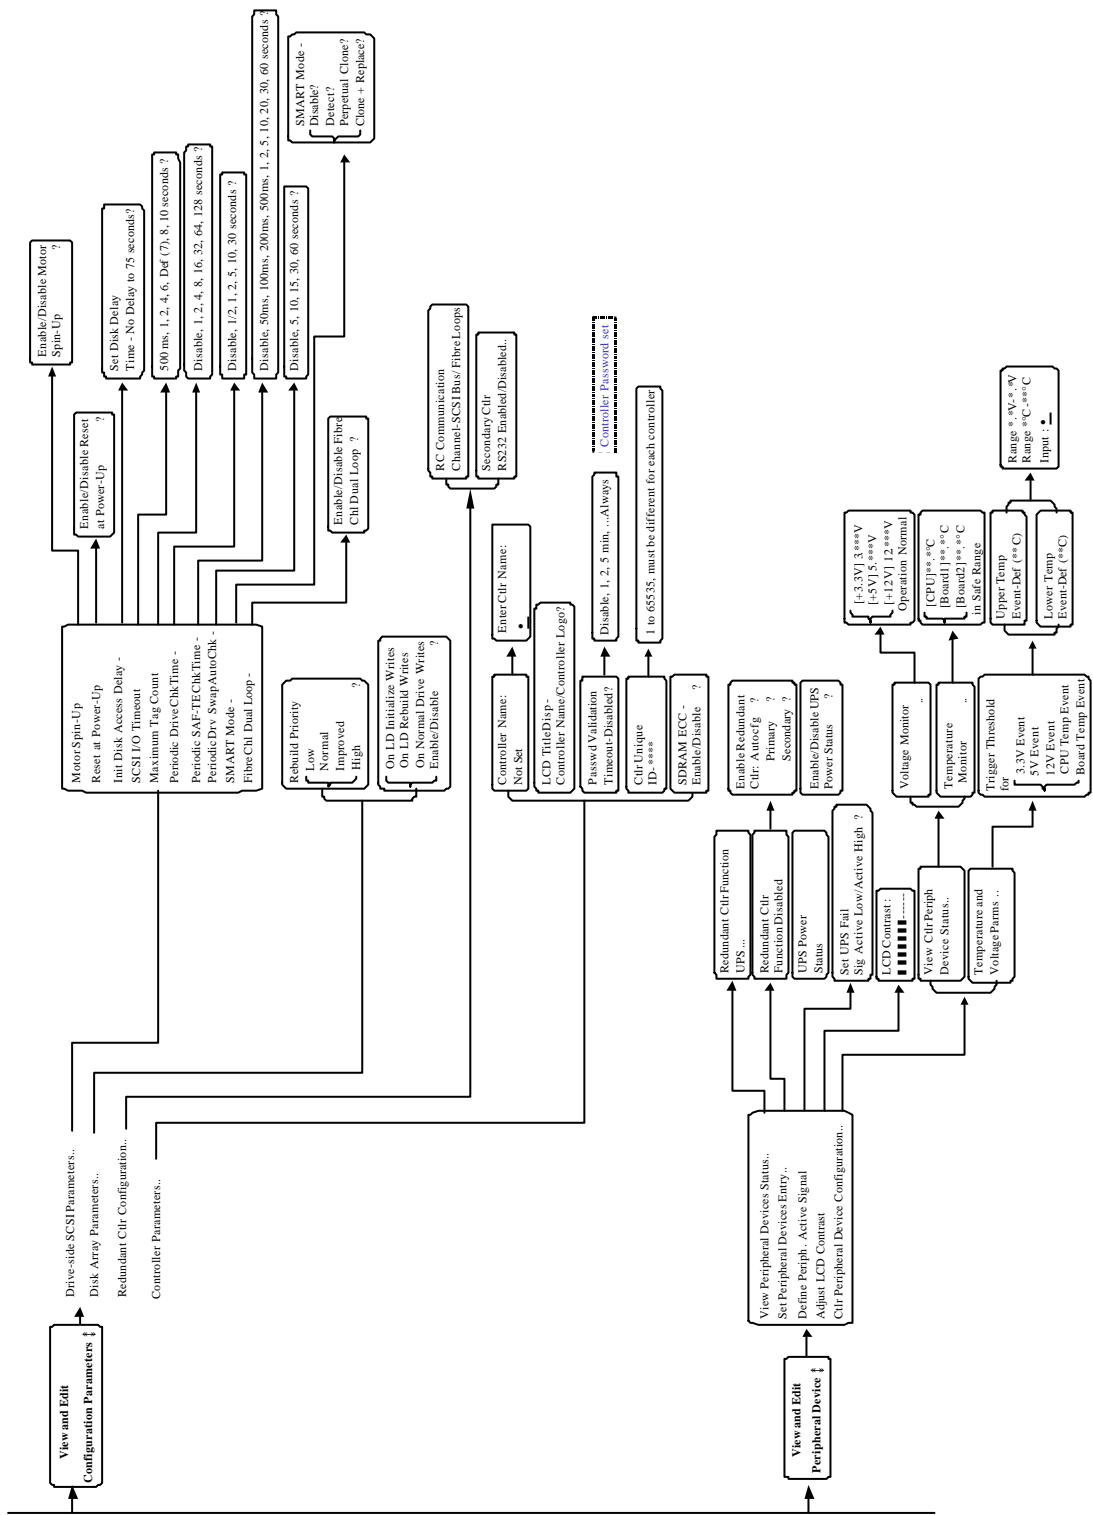 View and Edit
Configuration Parameters
Drive-side SCSI Parameters..
Disk Array Parameters..
Redundant Ctlr Configuration..
Controller Parameters..
Motor Spin-Up
Reset at Power-Up
Init Disk Access Delay -
SCSI I/O Timeout
Maximum Tag Count
Periodic Drive Chk Time -
Periodic SAF-TE Chk Time -
Periodic Drv Swap Auto Chk -
SMART Mode -
Fibre Chl Dual Loop -
Enable/Disable Motor
Spin-Up ?
Enable/Disable Reset
at Power-Up ?
Set Disk Delay
Time - No Delay to 75 seconds?
500 ms, 1, 2, 4, 6, Def (7), 8, 10 seconds ?
Disable, 1, 2, 4, 8, 16, 32, 64, 128 seconds ?
Disable, 1/2, 1, 2, 5, 10, 30 seconds ?
Disable, 50ms, 100ms, 200ms, 500ms, 1, 2, 5, 10, 20, 30, 60 seconds ?
Disable, 5, 10, 15, 30, 60 seconds ?
SMART Mode -
Disable?
Detect?
Perpetual Clone?
Clone + Replace?
Enable/Disable Fibre
Chl Dual Loop ?
Rebuild Priority
Low
Normal
Improved
High ?
On LD Initialize Writes
On LD Rebuild Writes
On Normal Drive Writes
Enable/Disable ?
RC Communication
Channel-SCSI Bus/ Fibre Loops
Secondary Ctlr
RS232 Enabled/Disabled..
Controller Name:
Not Set
Enter Ctlr Name:
LCD Title Disp -
Controller Name/Controller Logo?
Passwd Validation
Timeout-Disabled?
Disable, 1, 2, 5 min, ...Always
Controller Password set
Ctlr Unique
ID- ****
1 to 65535, must be different for each controller
SDRAM ECC -
Enable/Disable ?
View and Edit
Peripheral Device
View Peripheral Devices Status..
Set Peripheral Devices Entry..
Define Periph. Active Signal
Adjust LCD Contrast
Ctlr Peripheral Device Configuration..
Redundant Ctlr Function
UPS ...
Redundant Ctlr
Function Disabled
Enable Redundant
Ctlr: Autocfg ?
Primary ?
Secondary ?
UPS Power
Status
Enable/Disable UPS
Power Status ?
Set UPS Fail
Sig Active Low/Active High ?
LCD Contrast :
View Ctlr Periph
Device Status..
Voltage Monitor ..
[+3.3V] 3.***V
[+5V] 5.***V
[+12V] 12.***V
Operation Normal
Temperature ..
Monitor
[CPU]**.*°C
[Board1]**.*°C
[Board2]**.*°C
in Safe Range
Temperature and
Voltage Parms ..
Trigger Threshold
for
3.3V Event
5V Event
12V Event
CPU Temp Event
Board Temp Event
Upper Temp
Event-Def (** C)
Lower Temp
Event-Def (**C)
Range *.*V-*.*V
Range *°C-**°C
Input :